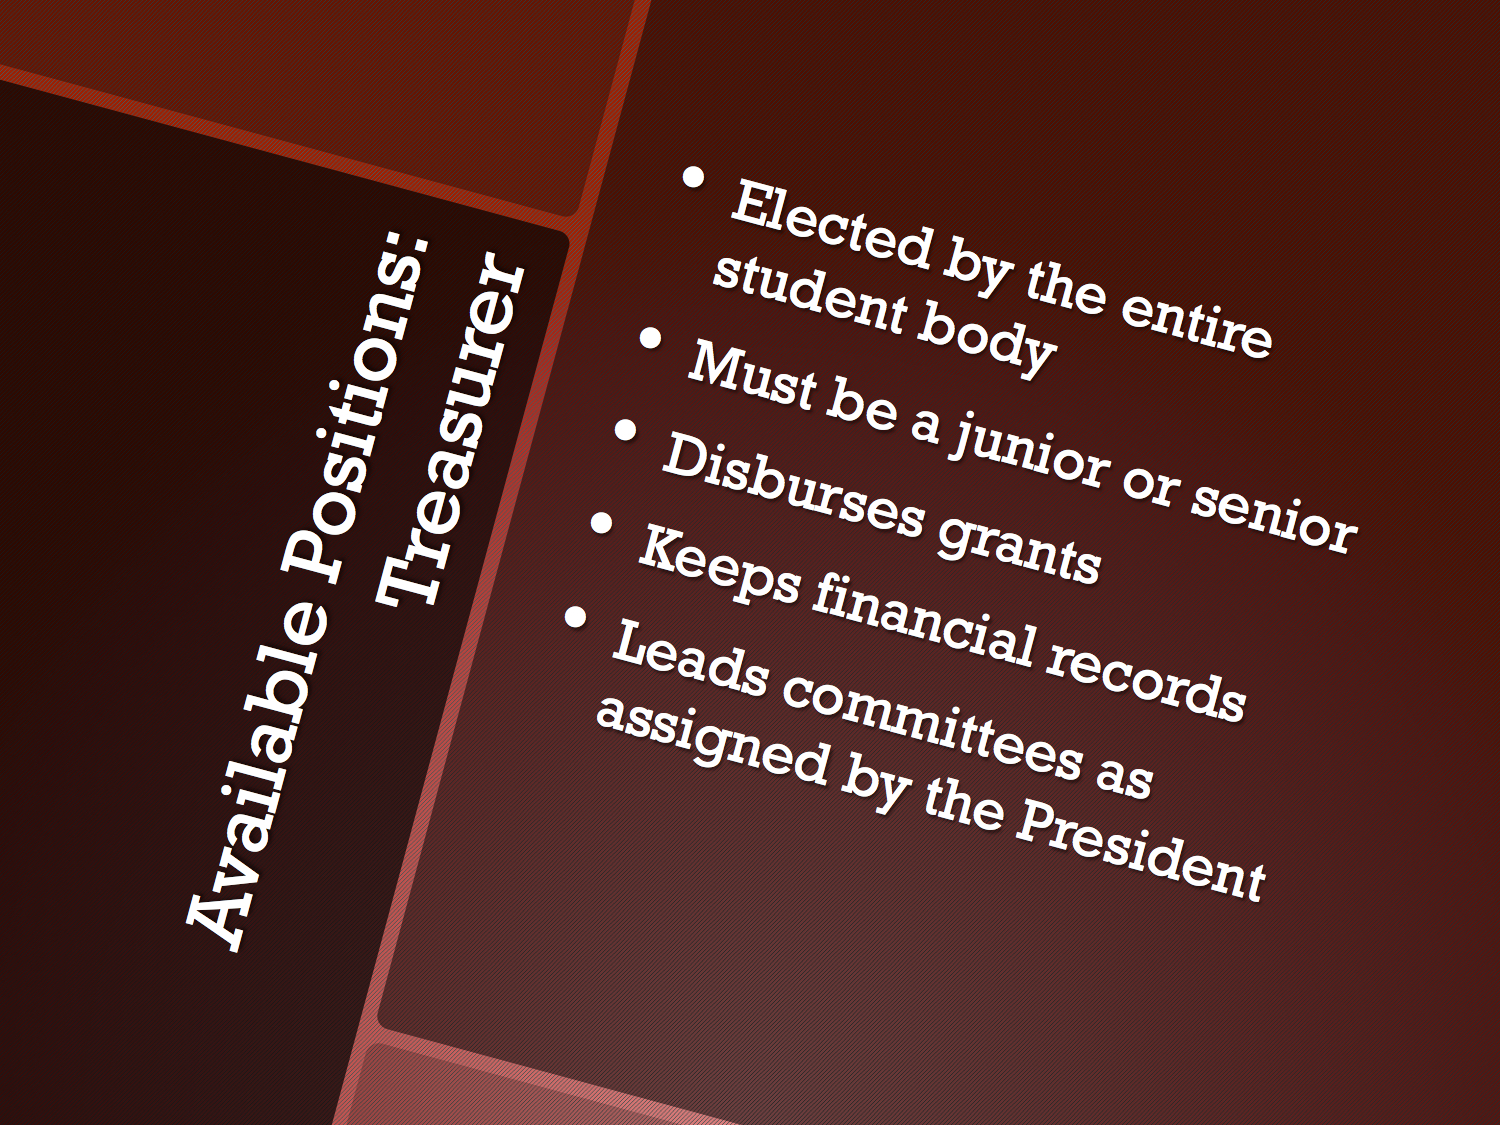 Available Positions:
Treasurer
• Elected by the entire
student body
• Must be a junior or senior
• Disburses grants
• Keeps financial records
• Leads committees as
assigned by the President